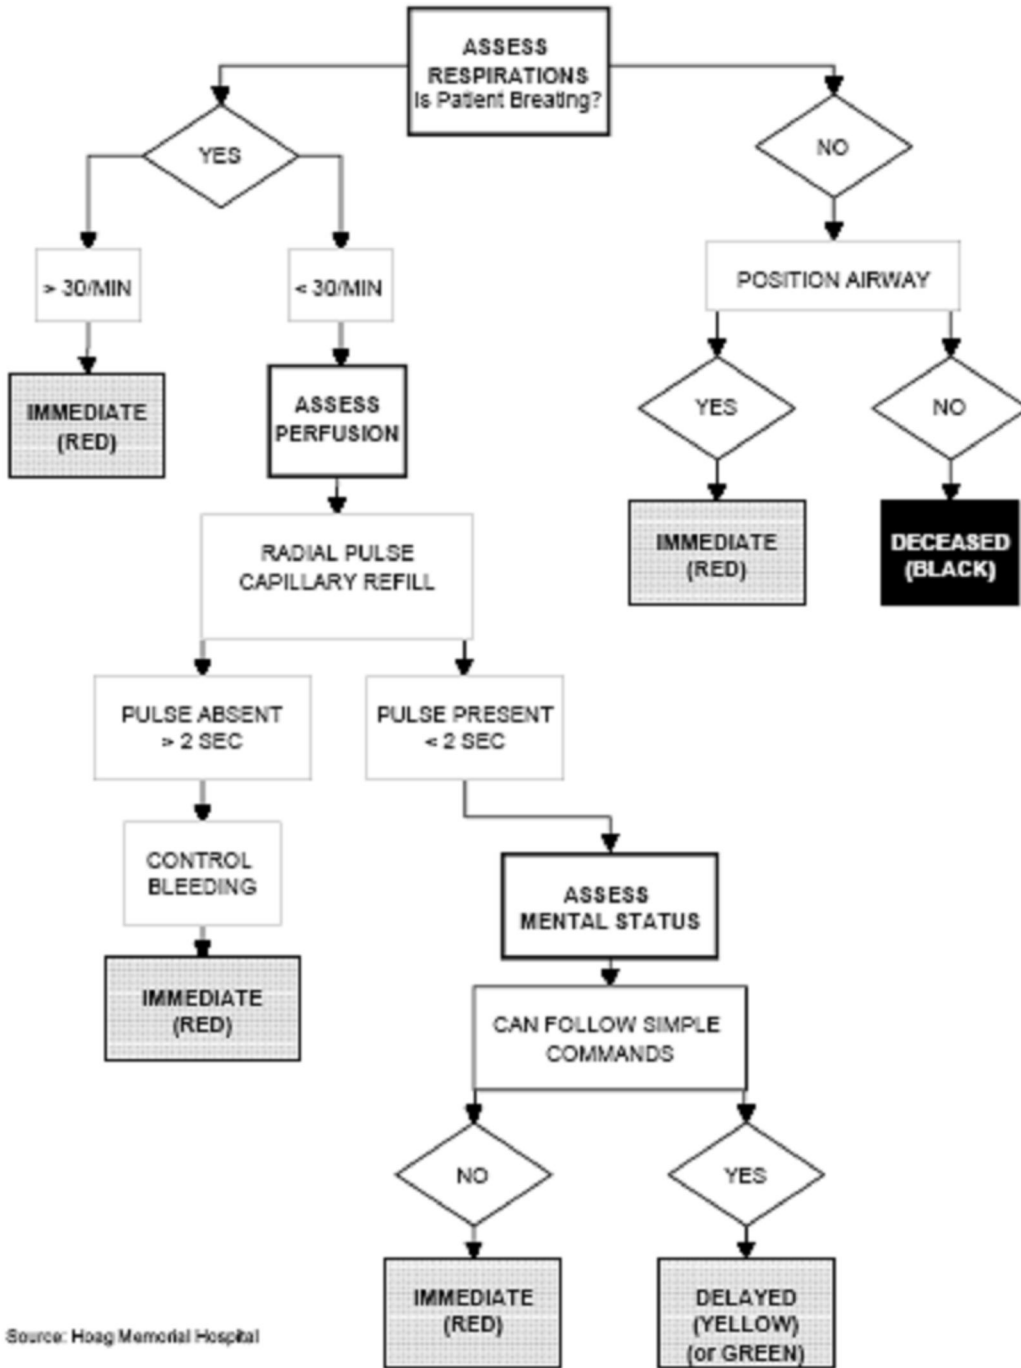 ASSESS
RESPIRATIONS
Is Patient Breating?
YES
NO
> 30/MIN
< 30/MIN
POSITION AIRWAY
IMMEDIATE
(RED)
ASSESS
PERFUSION
YES
NO
RADIAL PULSE
CAPILLARY REFILL
IMMEDIATE
(RED)
DECEASED
(BLACK)
PULSE ABSENT
> 2 SEC
PULSE PRESENT
< 2 SEC
CONTROL
BLEEDING
ASSESS
MENTAL STATUS
IMMEDIATE
(RED)
CAN FOLLOW SIMPLE
COMMANDS
NO
YES
IMMEDIATE
(RED)
DELAYED
(YELLOW)
(or GREEN)
Source: Hoag Memorial Hospital